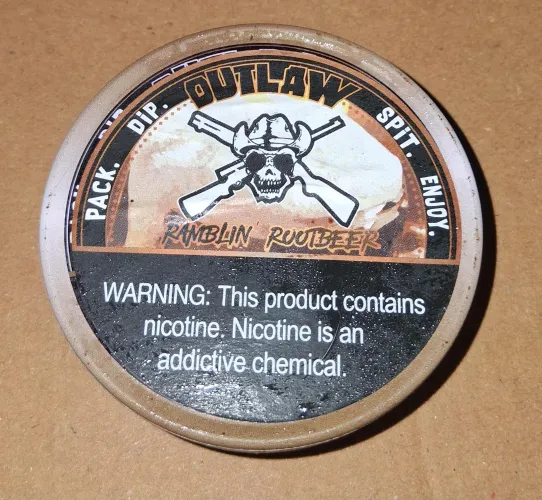 PACK. DIP. OUTLAW SPIT. ENJOY.
RAMBLIN ROOTBEER
WARNING: This product contains
nicotine. Nicotine is an
addictive chemical.